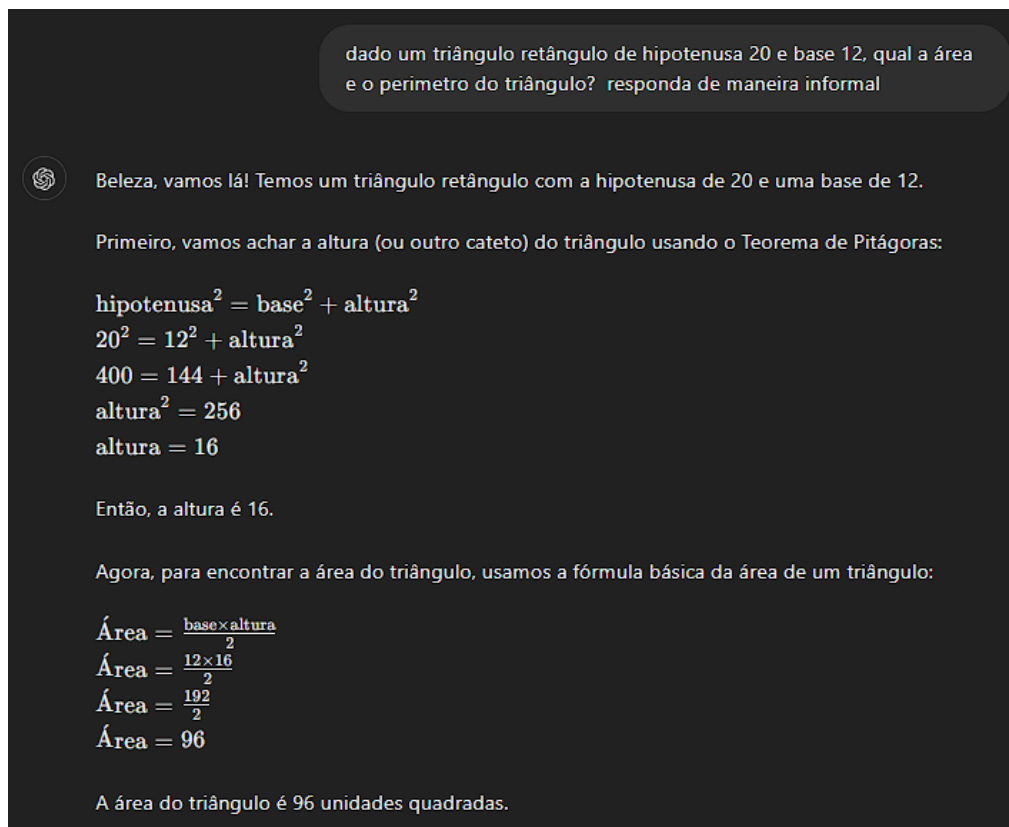 dado um triângulo retângulo de hipotenusa 20 e base 12, qual a área
e o perimetro do triângulo?  responda de maneira informal
Beleza, vamos lá! Temos um triângulo retângulo com a hipotenusa de 20 e uma base de 12.
Primeiro, vamos achar a altura (ou outro cateto) do triângulo usando o Teorema de Pitágoras:
hipotenusa² = base² + altura²
20² = 12² + altura²
400 = 144 + altura²
altura² = 256
altura = 16
Então, a altura é 16.
Agora, para encontrar a área do triângulo, usamos a fórmula básica da área de um triângulo:
Área = base×altura/2
Área = 12×16/2
Área = 192/2
Área = 96
A área do triângulo é 96 unidades quadradas.